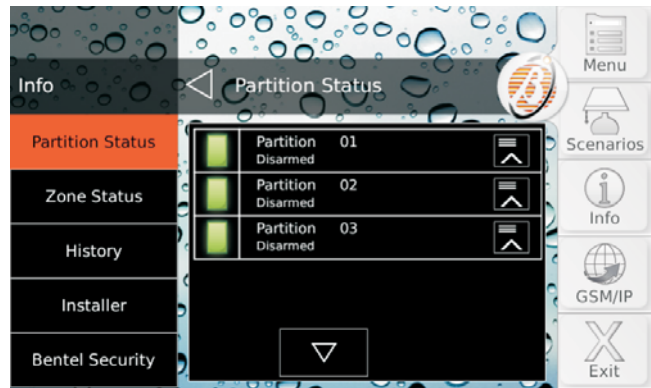 Info
Partition Status
Partition Status
Zone Status
History
Installer
Bentel Security
Partition 01
Disarmed
Partition 02
Disarmed
Partition 03
Disarmed
B
Menu
Scenarios
Info
GSM/IP
Exit